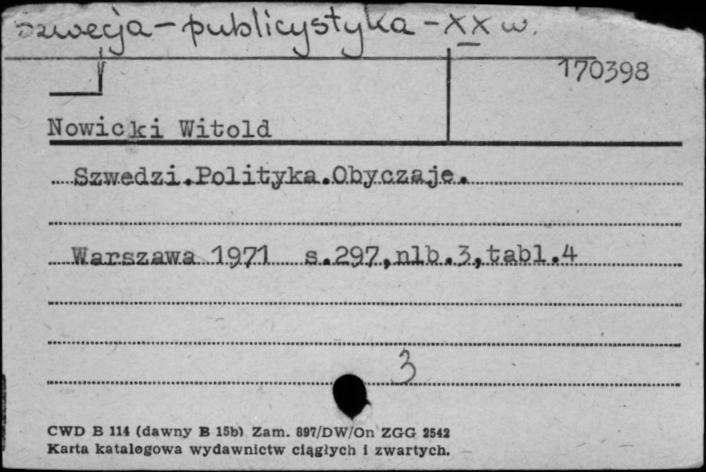 Szwecja - publicystyka - XX w.
170398
Nowicki Witold
Szwedzi.Polityka.Obyczaje.
Warszawa 1971 s.297,nlb.3,tabl.4
3
CWD B 114 (dawny B 15b) Zam. 897/DW/On ZGG 2542
Karta katalogowa wydawnictw ciągłych i zwartych.